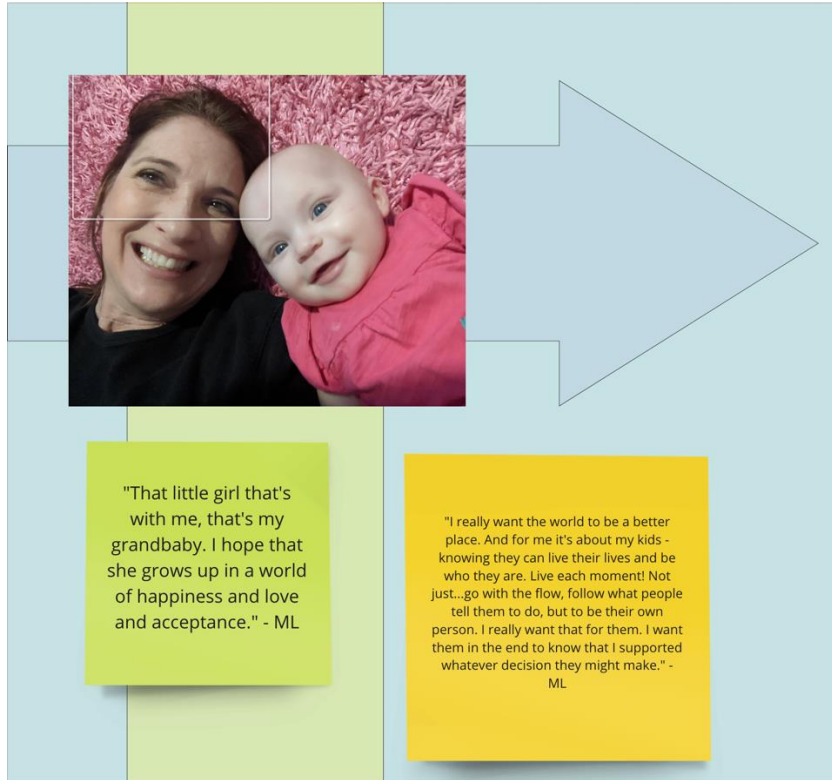 "That little girl that's
with me, that's my
grandbaby. I hope that
she grows up in a world
of happiness and love
and acceptance." - ML
"I really want the world to be a better
place. And for me it's about my kids -
knowing they can live their lives and be
who they are. Live each moment! Not
just...go with the flow, follow what people
tell them to do, but to be their own
person. I really want that for them. I want
them in the end to know that I supported
whatever decision they might make." -
ML